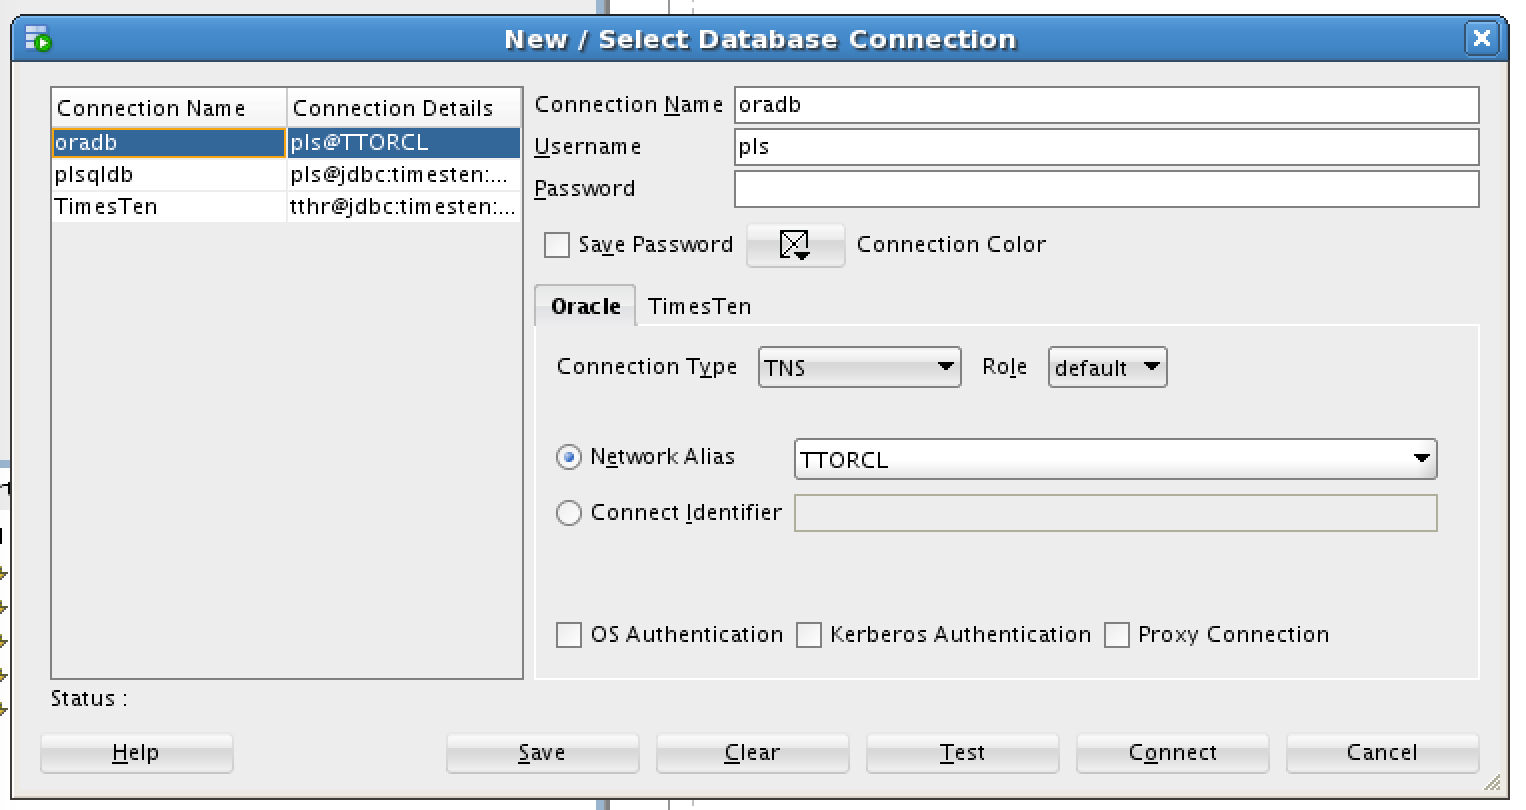 New / Select Database Connection
Connection Name Connection Details
oradb pls@TTORCL
plsqldb pls@jdbc:timesten:...
TimesTen tthr@jdbc:timesten:...
Connection Name oradb
Username pls
Password
Save Password Connection Color
Oracle TimesTen
Connection Type TNS Role default
Network Alias TTORCL
Connect Identifier
OS Authentication Kerberos Authentication Proxy Connection
Status :
Help Save Clear Test Connect Cancel